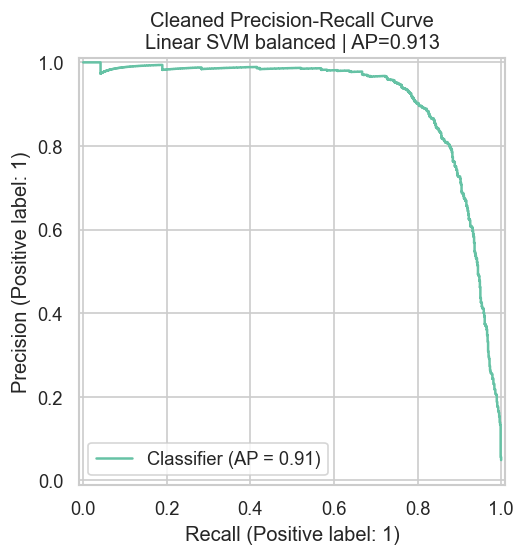 Cleaned Precision-Recall Curve
Linear SVM balanced | AP=0.913
Precision (Positive label: 1)
1.0
0.8
0.6
0.4
0.2
0.0
Classifier (AP = 0.91)
0.0 0.2 0.4 0.6 0.8 1.0
Recall (Positive label: 1)